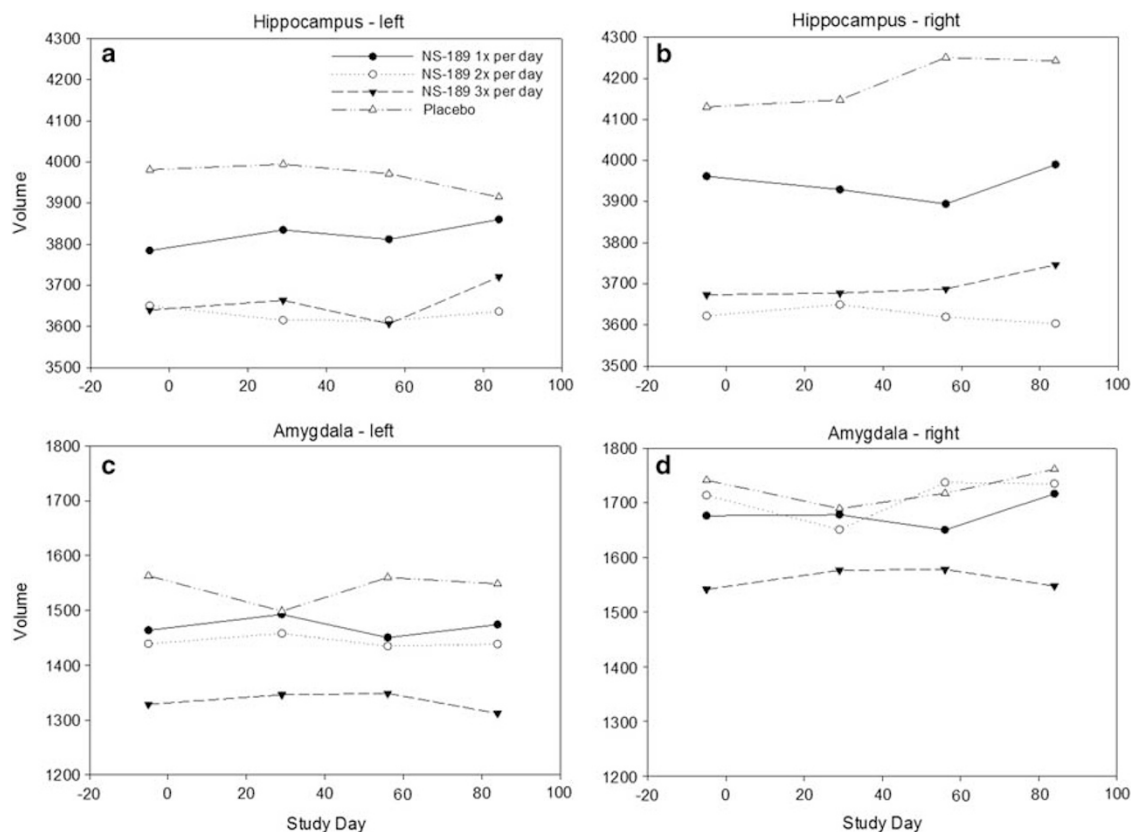 Hippocampus - left
a
NS-189 1x per day
NS-189 2x per day
NS-189 3x per day
Placebo
4300
4200
4100
4000
3900
3800
3700
3600
3500
Volume
-20 0 20 40 60 80 100
Hippocampus - right
b
4300
4200
4100
4000
3900
3800
3700
3600
3500
-20 0 20 40 60 80 100
Amygdala - left
c
1800
1700
1600
1500
1400
1300
1200
Volume
-20 0 20 40 60 80 100
Study Day
Amygdala - right
d
1800
1700
1600
1500
1400
1300
1200
-20 0 20 40 60 80 100
Study Day